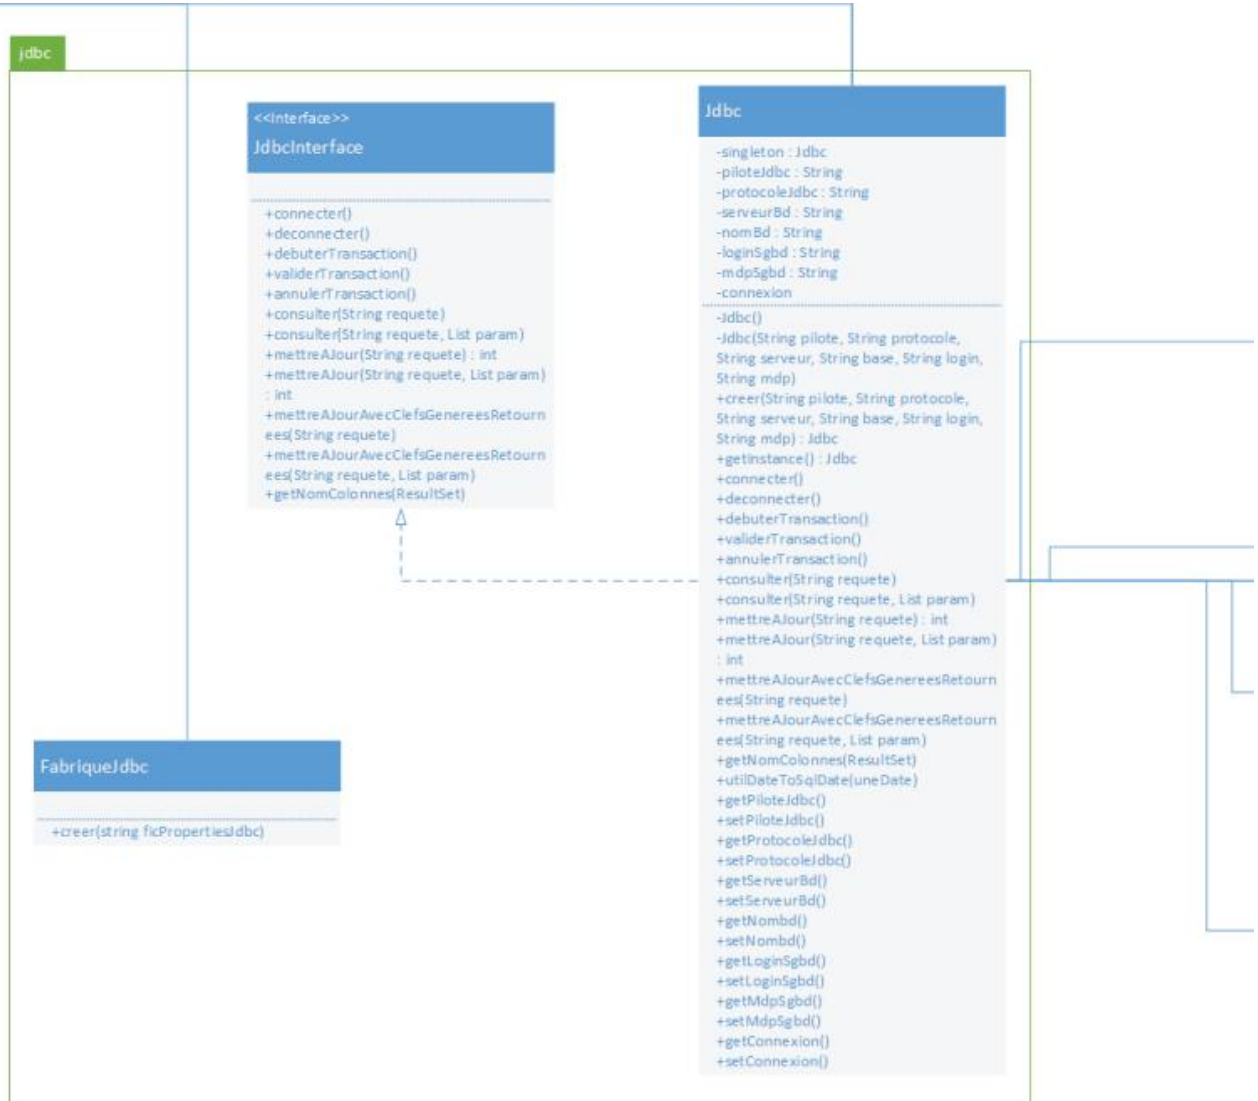 jdbc
<<Interface>>
JdbcInterface
+connecter()
+deconnecter()
+debuterTransaction()
+validerTransaction()
+annulerTransaction()
+consulter(String requete)
+consulter(String requete, List param)
+mettreAJour(String requete) : int
+mettreAJour(String requete, List param)
: int
+mettreAJourAvecClefsGenereesRetourn
ees(String requete)
+mettreAJourAvecClefsGenereesRetourn
ees(String requete, List param)
+getNomColonnes(ResultSet)
Jdbc
-singleton : Jdbc
-piloteJdbc : String
-protocoleJdbc : String
-serveurBd : String
-nomBd : String
-loginSgbd : String
-mdpSgbd : String
-connexion
-Jdbc()
-Jdbc(String pilote, String protocole,
String serveur, String base, String login,
String mdp)
+creer(String pilote, String protocole,
String serveur, String base, String login,
String mdp) : Jdbc
+getInstance() : Jdbc
+connecter()
+deconnecter()
+debuterTransaction()
+validerTransaction()
+annulerTransaction()
+consulter(String requete)
+consulter(String requete, List param)
+mettreAJour(String requete) : int
+mettreAJour(String requete, List param)
: int
+mettreAJourAvecClefsGenereesRetourn
ees(String requete)
+mettreAJourAvecClefsGenereesRetourn
ees(String requete, List param)
+getNomColonnes(ResultSet)
+utilDateToSqlDate(uneDate)
+getPiloteJdbc()
+setPiloteJdbc()
+getProtocoleJdbc()
+setProtocoleJdbc()
+getServeurBd()
+setServeurBd()
+getNombd()
+setNombd()
+getLoginSgbd()
+setLoginSgbd()
+getMdpSgbd()
+setMdpSgbd()
+getConnexion()
+setConnexion()
FabriqueJdbc
+creer(string ficPropertiesJdbc)